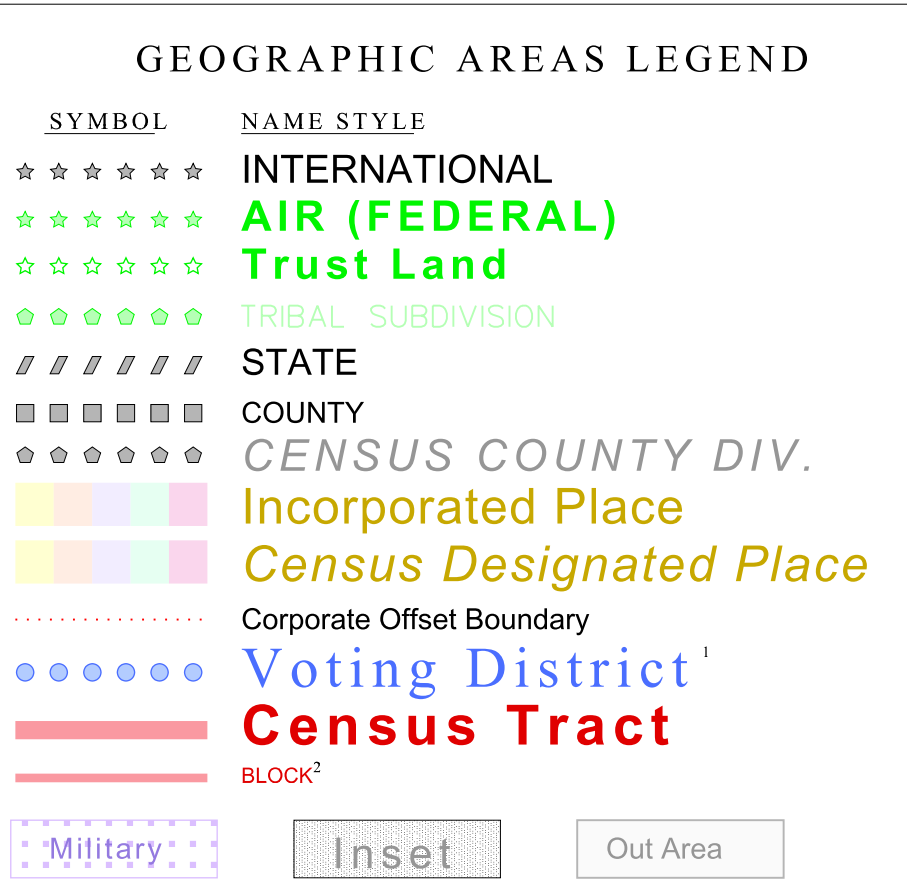 GEOGRAPHIC AREAS LEGEND
SYMBOL NAME STYLE
INTERNATIONAL
AIR (FEDERAL)
Trust Land
TRIBAL SUBDIVISION
STATE
COUNTY
CENSUS COUNTY DIV.
Incorporated Place
Census Designated Place
Corporate Offset Boundary
Voting District 1
Census Tract
BLOCK2
Military Inset Out Area